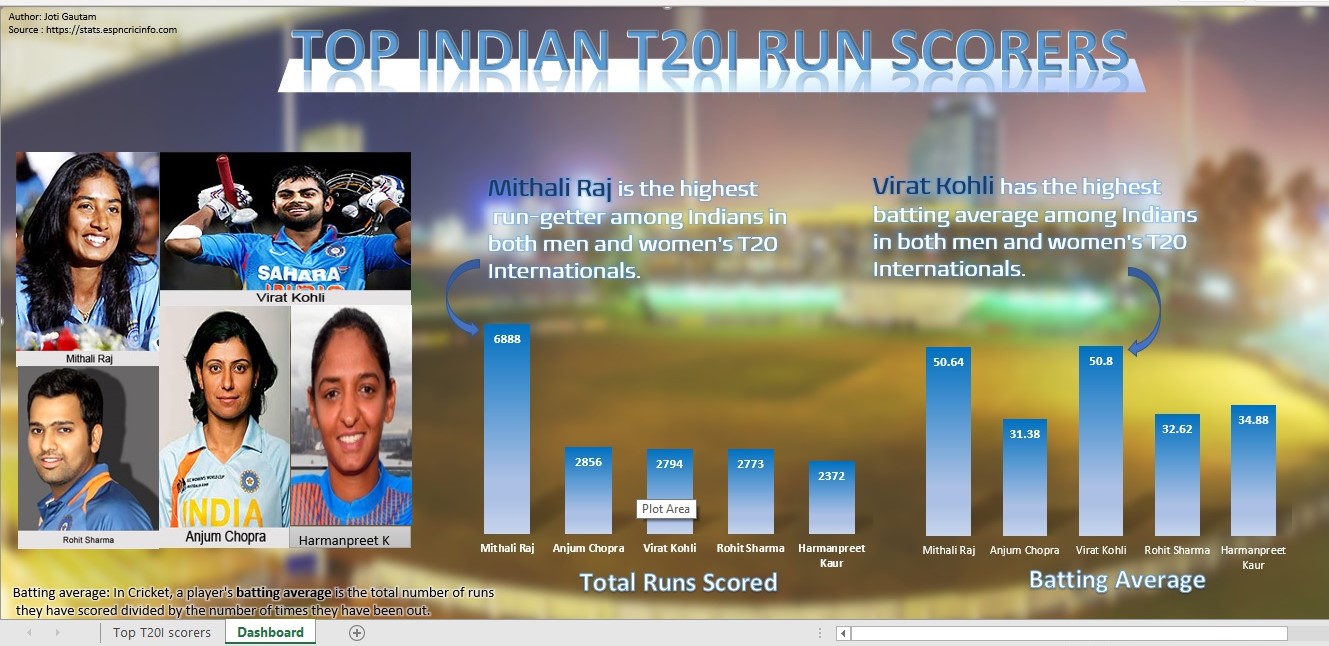 Author: Joti Gautam
Source : https://stats.espncricinfo.com
TOP INDIAN T20I RUN SCORERS
Mithali Raj is the highest
run-getter among Indians in
both men and women's T20
Internationals.
Virat Kohli has the highest
batting average among Indians
in both men and women's T20
Internationals.
SAHARA
Virat Kohli
Mithali Raj
INDIA
Rohit Sharma
Anjum Chopra
Harmanpreet K
6888
2856
2794
2773
2372
Plot Area
Mithali Raj
Anjum Chopra
Virat Kohli
Rohit Sharma
Harmanpreet
Kaur
Total Runs Scored
50.64
31.38
50.8
32.62
34.88
Mithali Raj
Anjum Chopra
Virat Kohli
Rohit Sharma
Harmanpreet
Kaur
Batting Average
Batting average: In Cricket, a player's batting average is the total number of runs
they have scored divided by the number of times they have been out.
Top T20I scorers
Dashboard